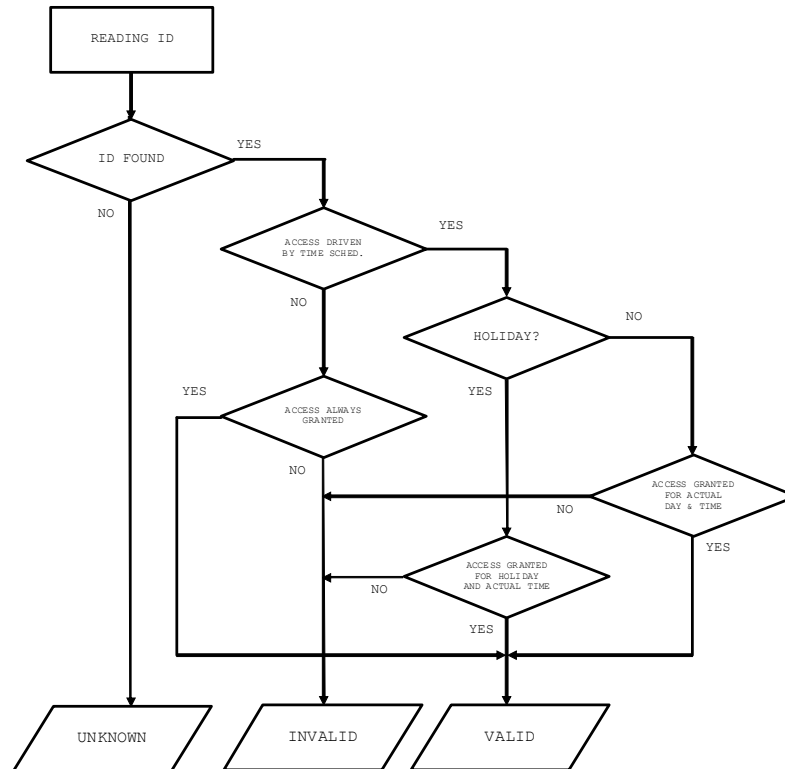 READING ID
ID FOUND
YES
NO
ACCESS DRIVEN
BY TIME SCHED.
YES
NO
HOLIDAY?
NO
YES
YES
ACCESS ALWAYS
GRANTED
NO
ACCESS GRANTED
FOR ACTUAL
DAY & TIME
NO
YES
ACCESS GRANTED
FOR HOLIDAY
AND ACTUAL TIME
NO
YES
UNKNOWN
INVALID
VALID